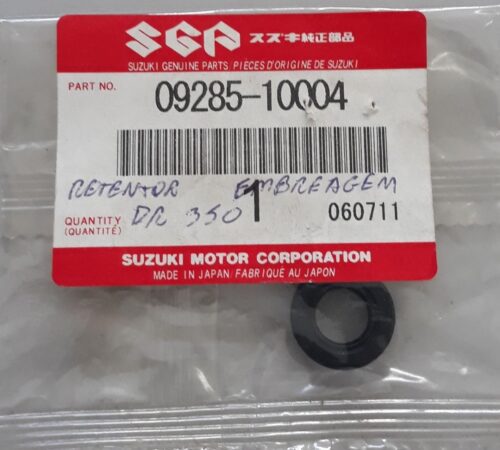 SGP スズキ純正部品
SUZUKI GENUINE PARTS / PIÈCES D'ORIGINE DE SUZUKI
PART NO. 09285-10004
RETENTOR EMBREAGEM
QUANTITY DR 350 1 060711
(QUANTITÉ)
SUZUKI MOTOR CORPORATION
MADE IN JAPAN / FABRIQUÉ AU JAPON